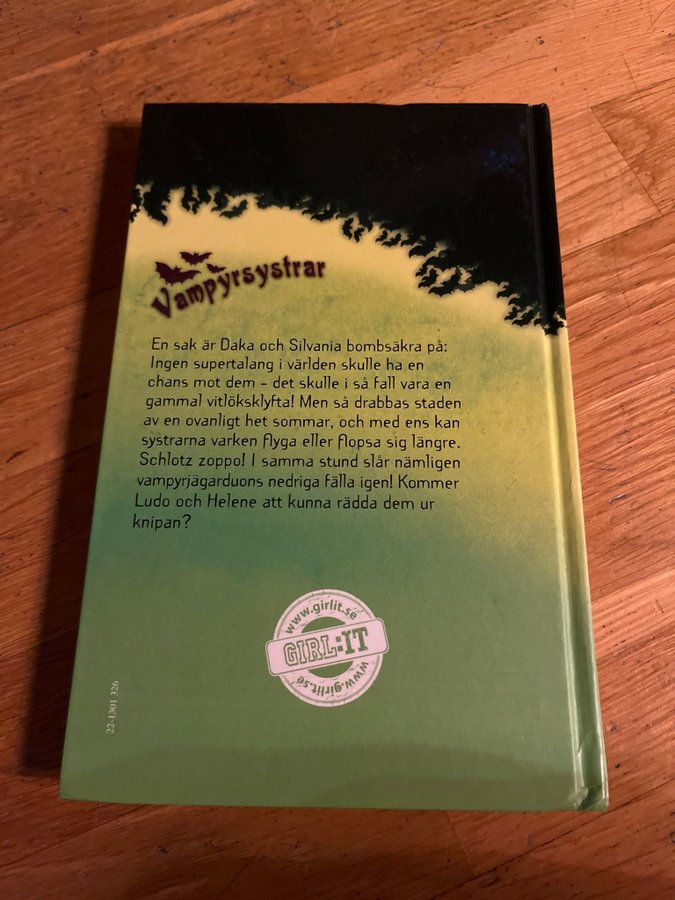 Vampyrsystrar
En sak är Daka och Silvania bombsäkra på:
Ingen supertalang i världen skulle ha en
chans mot dem – det skulle i så fall vara en
gammal vitlöksklyfta! Men så drabbas staden
av en ovanligt het sommar, och med ens kan
systrarna varken flyga eller flopsa sig längre.
Schlotz zoppo! I samma stund slår nämligen
vampyrjägarduons nedriga fälla igen! Kommer
Ludo och Helene att kunna rädda dem ur
knipan?
www.girlit.se
GIRL:IT
www.girlit.se
22-1301 326